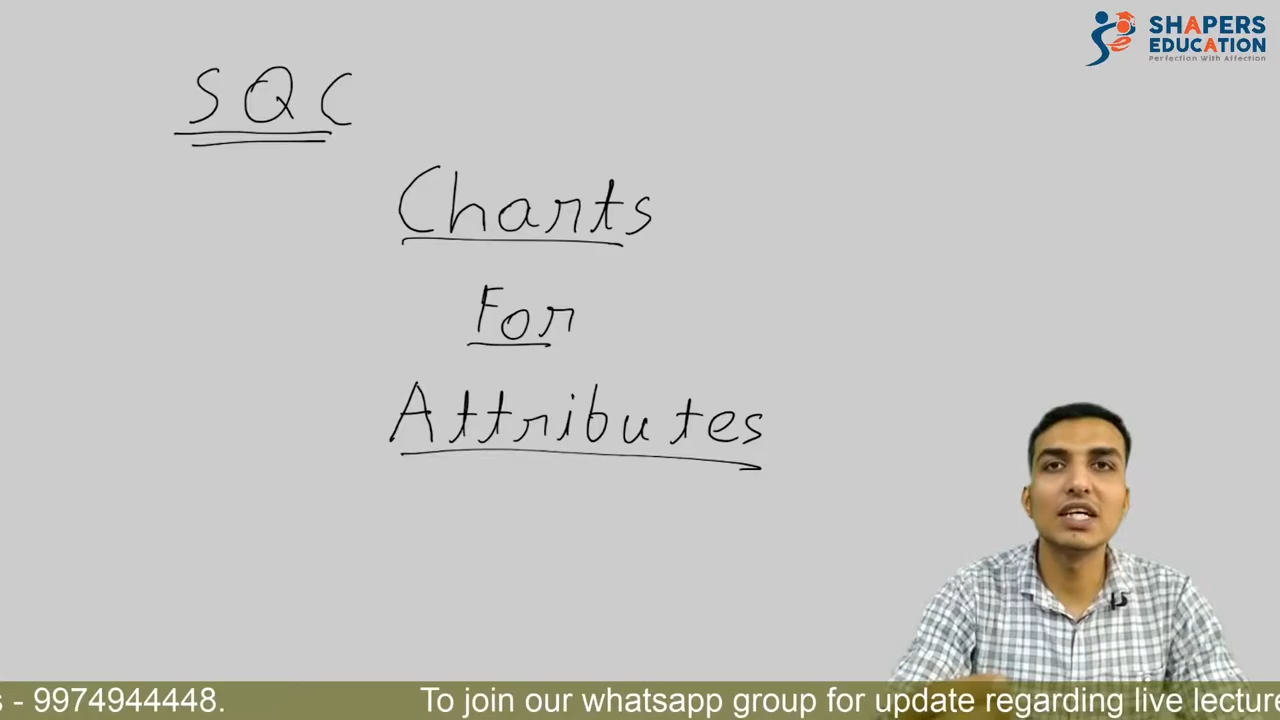 SHAPERS
EDUCATION
Perfection With Affection
SQC
Charts
For
Attributes
s - 9974944448. To join our whatsapp group for update regarding live lecture